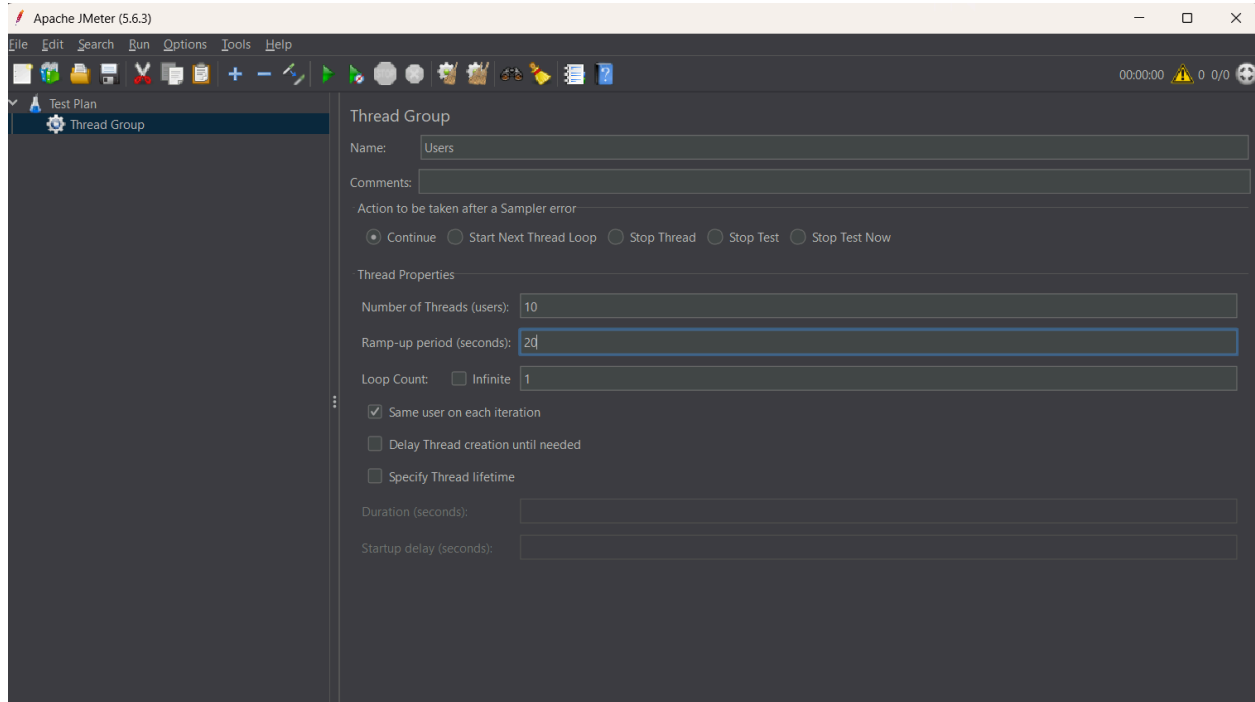 Apache JMeter (5.6.3)
File Edit Search Run Options Tools Help
00:00:00 0 0/0
Test Plan
Thread Group
Thread Group
Name: Users
Comments:
Action to be taken after a Sampler error
Continue Start Next Thread Loop Stop Thread Stop Test Stop Test Now
Thread Properties
Number of Threads (users): 10
Ramp-up period (seconds): 20
Loop Count: Infinite 1
Same user on each iteration
Delay Thread creation until needed
Specify Thread lifetime
Duration (seconds):
Startup delay (seconds):